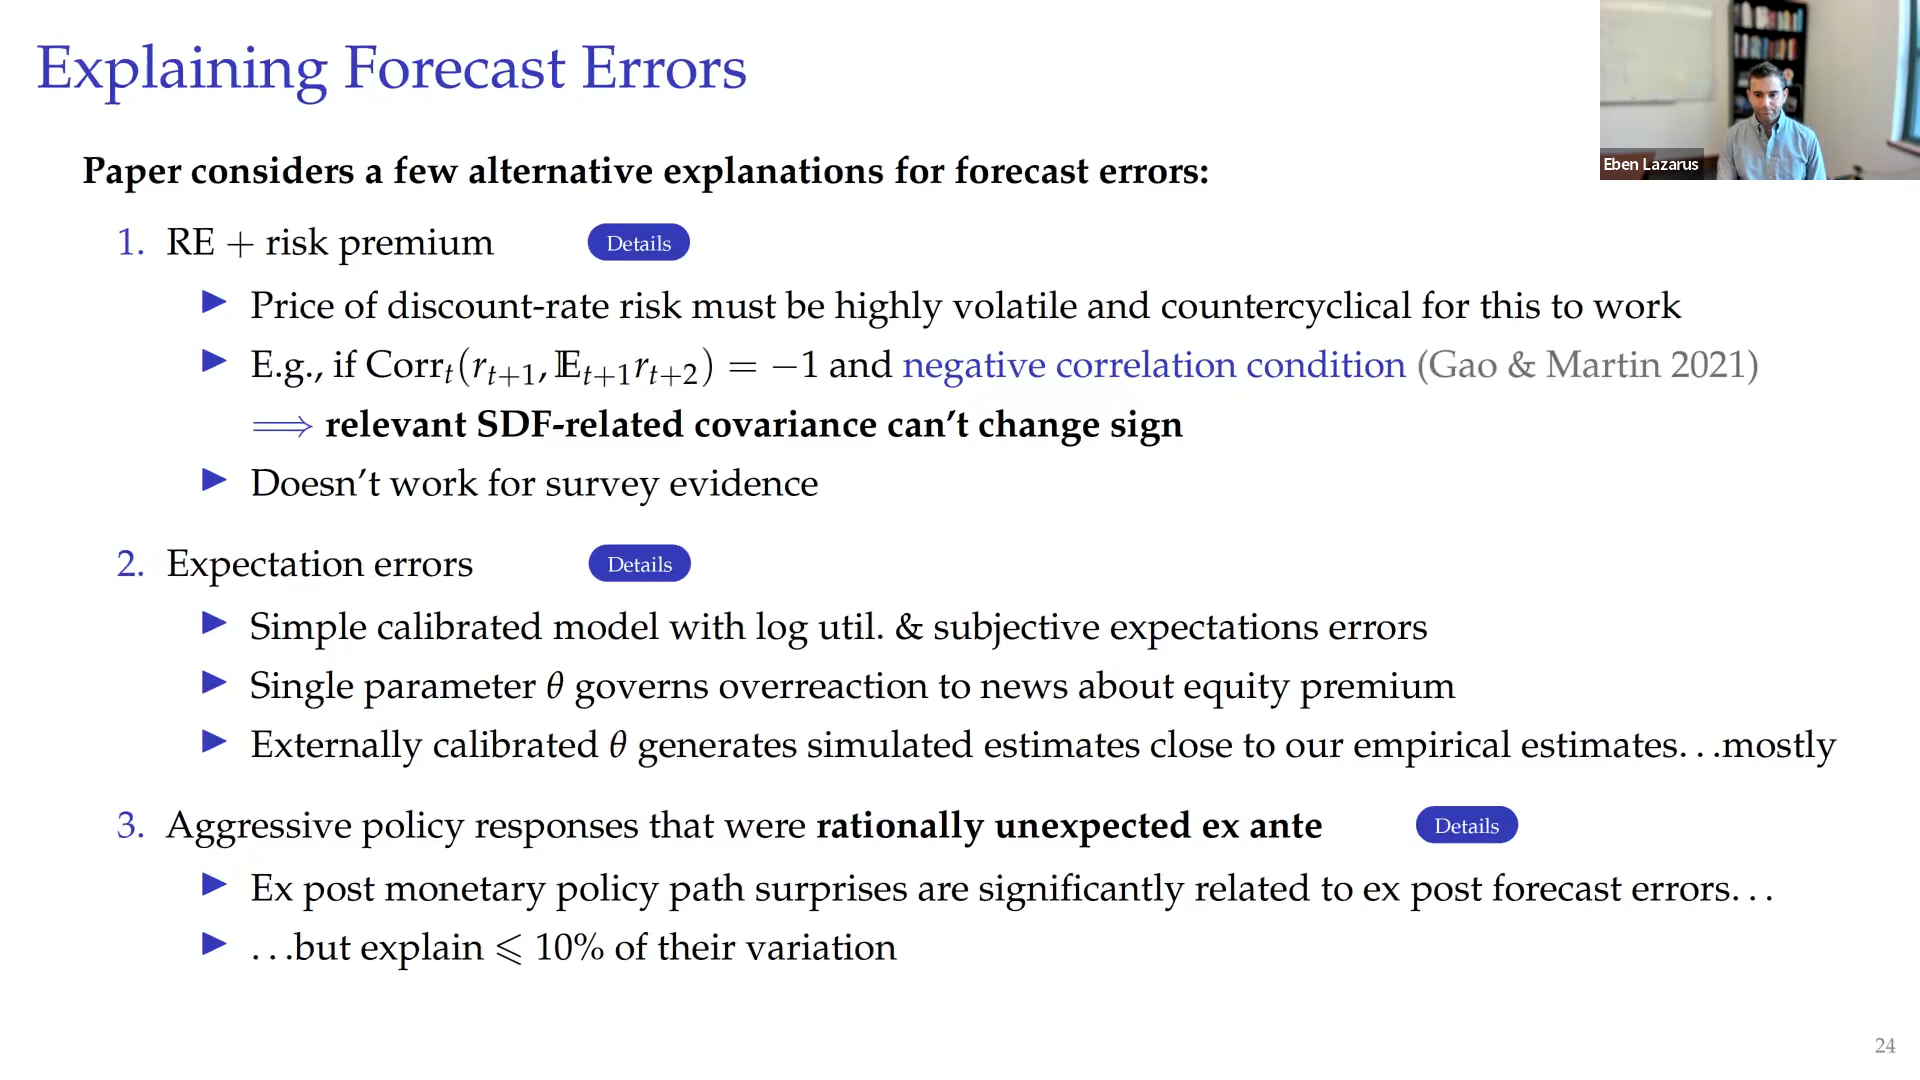 Explaining Forecast Errors
Eben Lazarus
Paper considers a few alternative explanations for forecast errors:
1. RE + risk premium Details
▶ Price of discount-rate risk must be highly volatile and countercyclical for this to work
▶ E.g., if Corrₜ(rₜ₊₁, 𝔼ₜ₊₁rₜ₊₂) = −1 and negative correlation condition (Gao & Martin 2021)
⟹ relevant SDF-related covariance can't change sign
▶ Doesn't work for survey evidence
2. Expectation errors Details
▶ Simple calibrated model with log util. & subjective expectations errors
▶ Single parameter θ governs overreaction to news about equity premium
▶ Externally calibrated θ generates simulated estimates close to our empirical estimates. . .mostly
3. Aggressive policy responses that were rationally unexpected ex ante Details
▶ Ex post monetary policy path surprises are significantly related to ex post forecast errors. . .
▶ . . .but explain ⩽ 10% of their variation
24